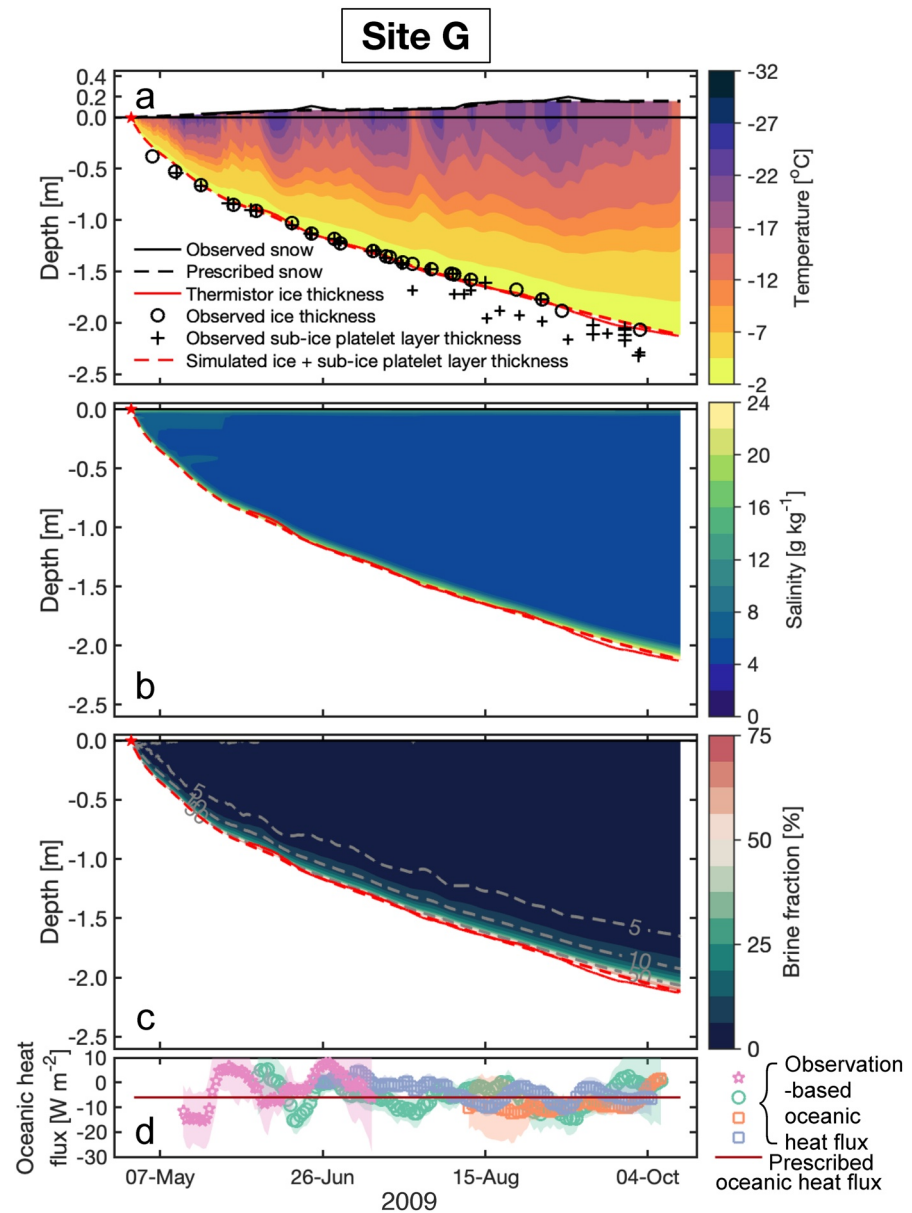 Site G
a
0.4
0.2
0.0
-0.5
-1.0
-1.5
-2.0
-2.5
Depth [m]
Observed snow
Prescribed snow
Thermistor ice thickness
Observed ice thickness
Observed sub-ice platelet layer thickness
Simulated ice + sub-ice platelet layer thickness
-32
-27
-22
-17
-12
-7
-2
Temperature [°C]
b
0.0
-0.5
-1.0
-1.5
-2.0
-2.5
Depth [m]
24
20
16
12
8
4
0
Salinity [g kg⁻¹]
c
0.0
-0.5
-1.0
-1.5
-2.0
-2.5
Depth [m]
5
10
50
5
10
50
75
50
25
0
Brine fraction [%]
d
10
0
-10
-20
-30
Oceanic heat
flux [W m⁻²]
07-May
26-Jun
15-Aug
04-Oct
2009
Observation
-based
oceanic
heat flux
Prescribed
oceanic heat flux